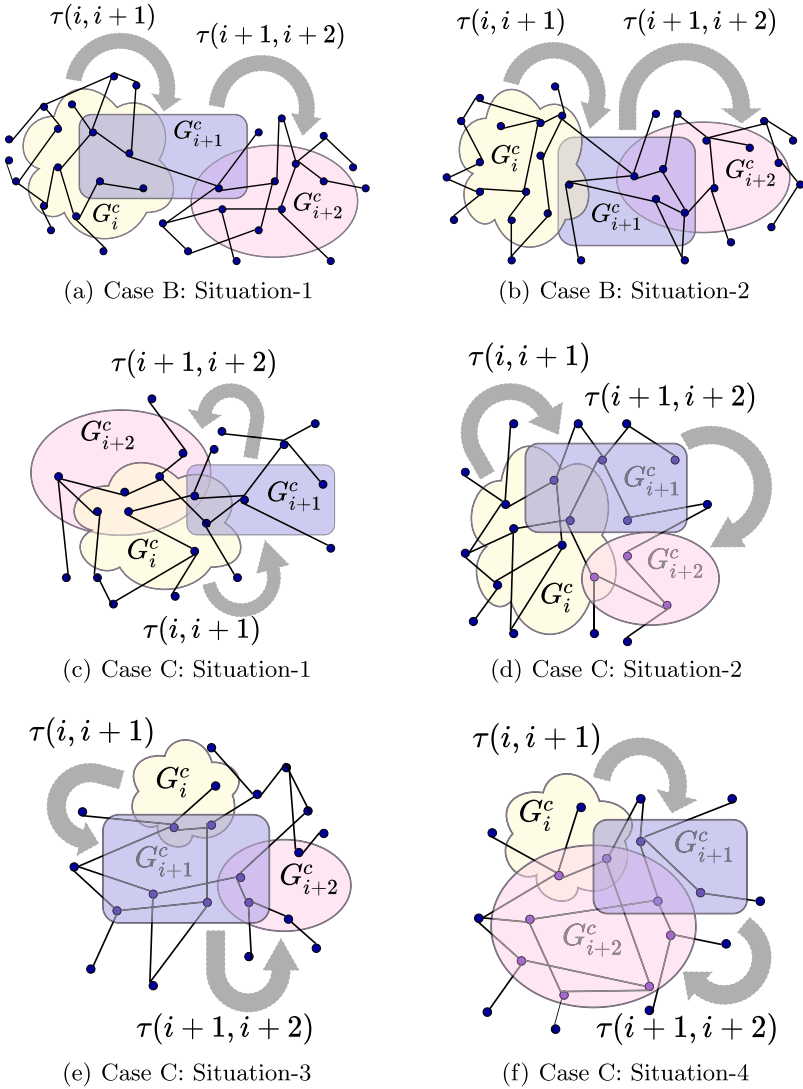 τ(i, i + 1)
τ(i + 1, i + 2)
G^c_{i+1}
G^c_i
G^c_{i+2}
(a) Case B: Situation-1
τ(i, i + 1)
τ(i + 1, i + 2)
G^c_i
G^c_{i+2}
G^c_{i+1}
(b) Case B: Situation-2
τ(i + 1, i + 2)
G^c_{i+2}
G^c_{i+1}
G^c_i
τ(i, i + 1)
(c) Case C: Situation-1
τ(i, i + 1)
τ(i + 1, i + 2)
G^c_{i+1}
G^c_{i+2}
G^c_i
(d) Case C: Situation-2
τ(i, i + 1)
G^c_i
G^c_{i+1}
G^c_{i+2}
τ(i + 1, i + 2)
(e) Case C: Situation-3
τ(i, i + 1)
G^c_i
G^c_{i+1}
G^c_{i+2}
τ(i + 1, i + 2)
(f) Case C: Situation-4